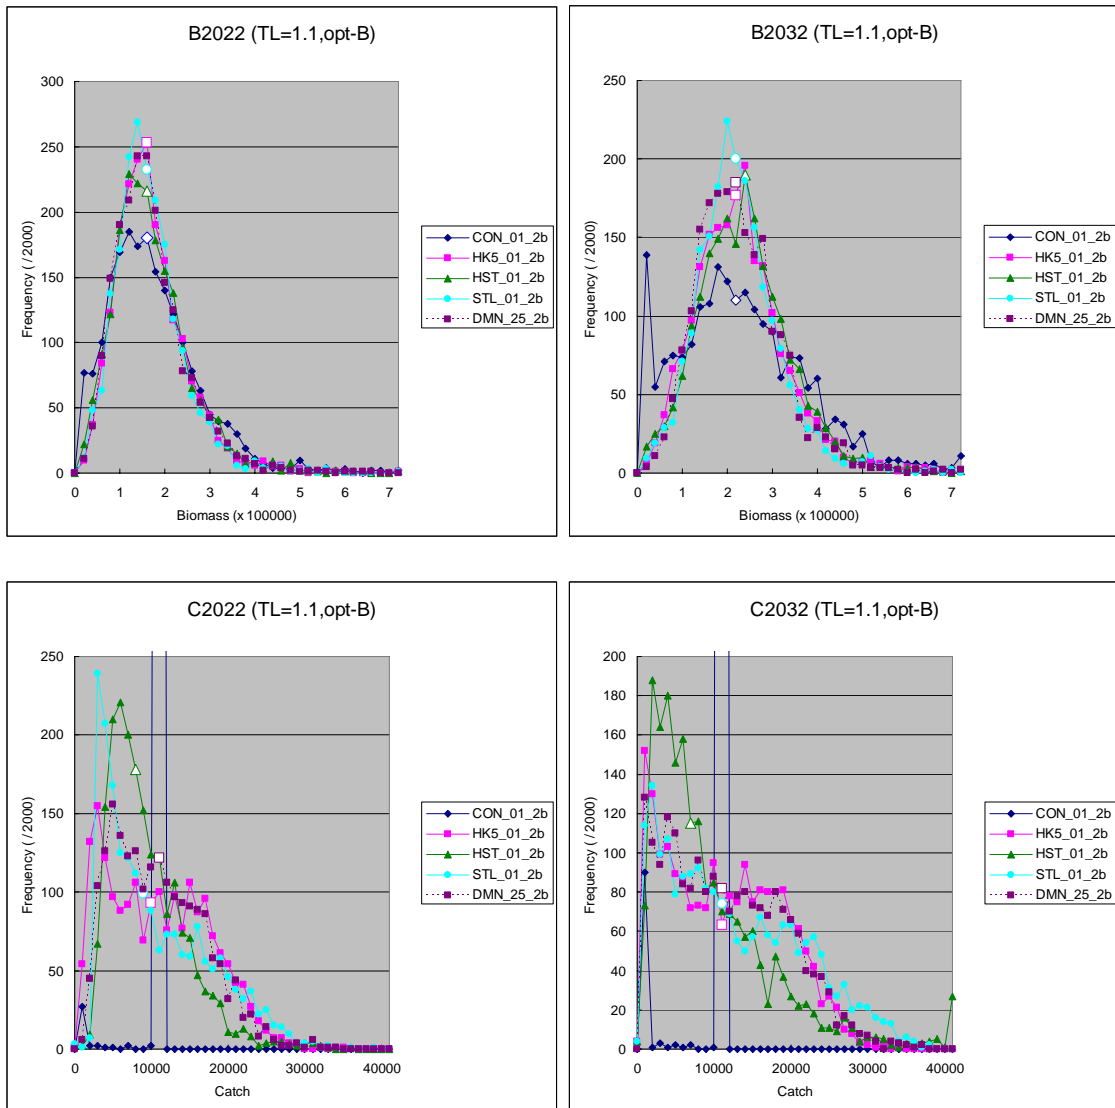 B2022 (TL=1.1,opt-B)
300
250
200
150
100
50
0
Frequency ( / 2000)
0 1 2 3 4 5 6 7
Biomass (x 100000)
CON_01_2b
HK5_01_2b
HST_01_2b
STL_01_2b
DMN_25_2b
B2032 (TL=1.1,opt-B)
250
200
150
100
50
0
Frequency ( / 2000)
0 1 2 3 4 5 6 7
Biomass (x 100000)
CON_01_2b
HK5_01_2b
HST_01_2b
STL_01_2b
DMN_25_2b
C2022 (TL=1.1,opt-B)
250
200
150
100
50
0
Frequency ( / 2000)
0 10000 20000 30000 40000
Catch
CON_01_2b
HK5_01_2b
HST_01_2b
STL_01_2b
DMN_25_2b
C2032 (TL=1.1,opt-B)
200
180
160
140
120
100
80
60
40
20
0
Frequency ( / 2000)
0 10000 20000 30000 40000
Catch
CON_01_2b
HK5_01_2b
HST_01_2b
STL_01_2b
DMN_25_2b